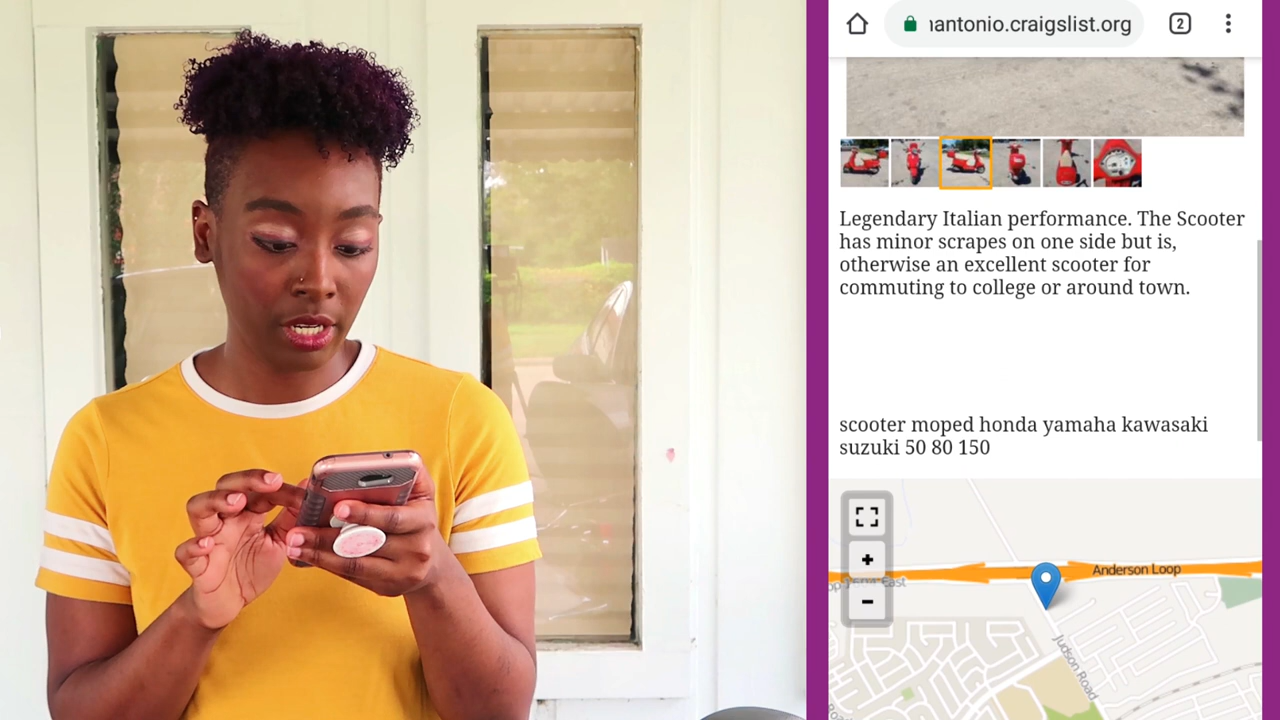 ıantonio.craigslist.org
2
Legendary Italian performance. The Scooter
has minor scrapes on one side but is,
otherwise an excellent scooter for
commuting to college or around town.
scooter moped honda yamaha kawasaki
suzuki 50 80 150
+
-
Anderson Loop
East
Judson Road